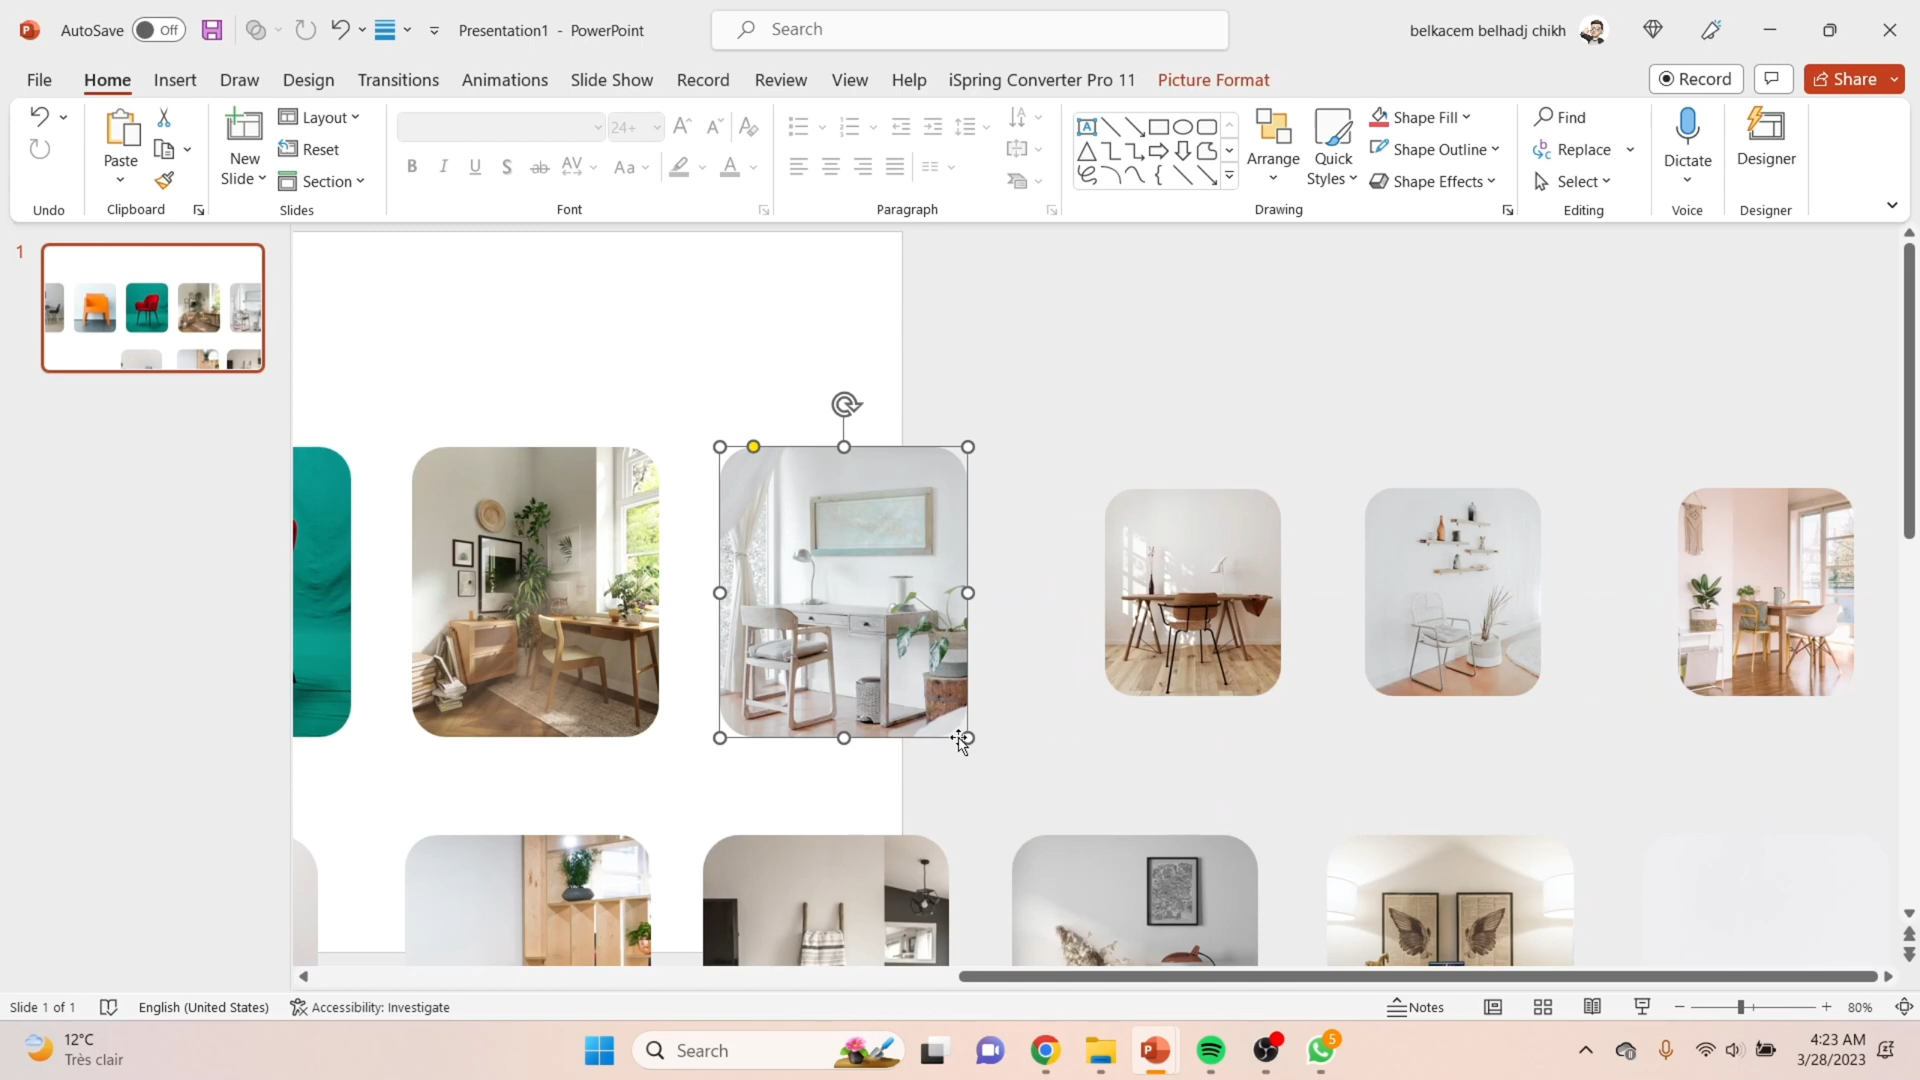 AutoSave Off Presentation1 - PowerPoint Search belkacem belhadj chikh
File Home Insert Draw Design Transitions Animations Slide Show Record Review View Help iSpring Converter Pro 11 Picture Format Record Share
Layout 24+ Shape Fill Find
Paste New Slide Reset Arrange Quick Styles Shape Outline Replace Dictate Designer
Section Shape Effects Select
Undo Clipboard Slides Font Paragraph Drawing Editing Voice Designer
1
Slide 1 of 1 English (United States) Accessibility: Investigate Notes 80%
12°C
Très clair
Search
5
4:23 AM
3/28/2023